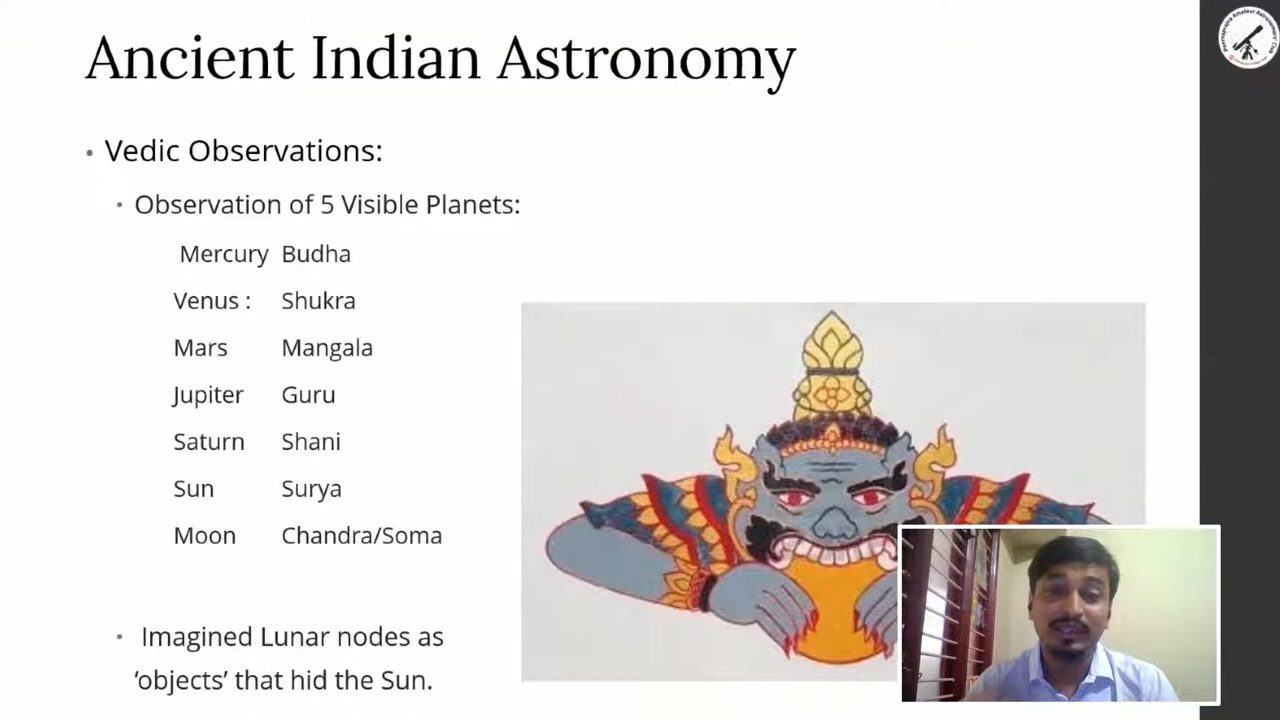 Ancient Indian Astronomy
• Vedic Observations:
• Observation of 5 Visible Planets:
Mercury Budha
Venus : Shukra
Mars Mangala
Jupiter Guru
Saturn Shani
Sun Surya
Moon Chandra/Soma
• Imagined Lunar nodes as
‘objects’ that hid the Sun.